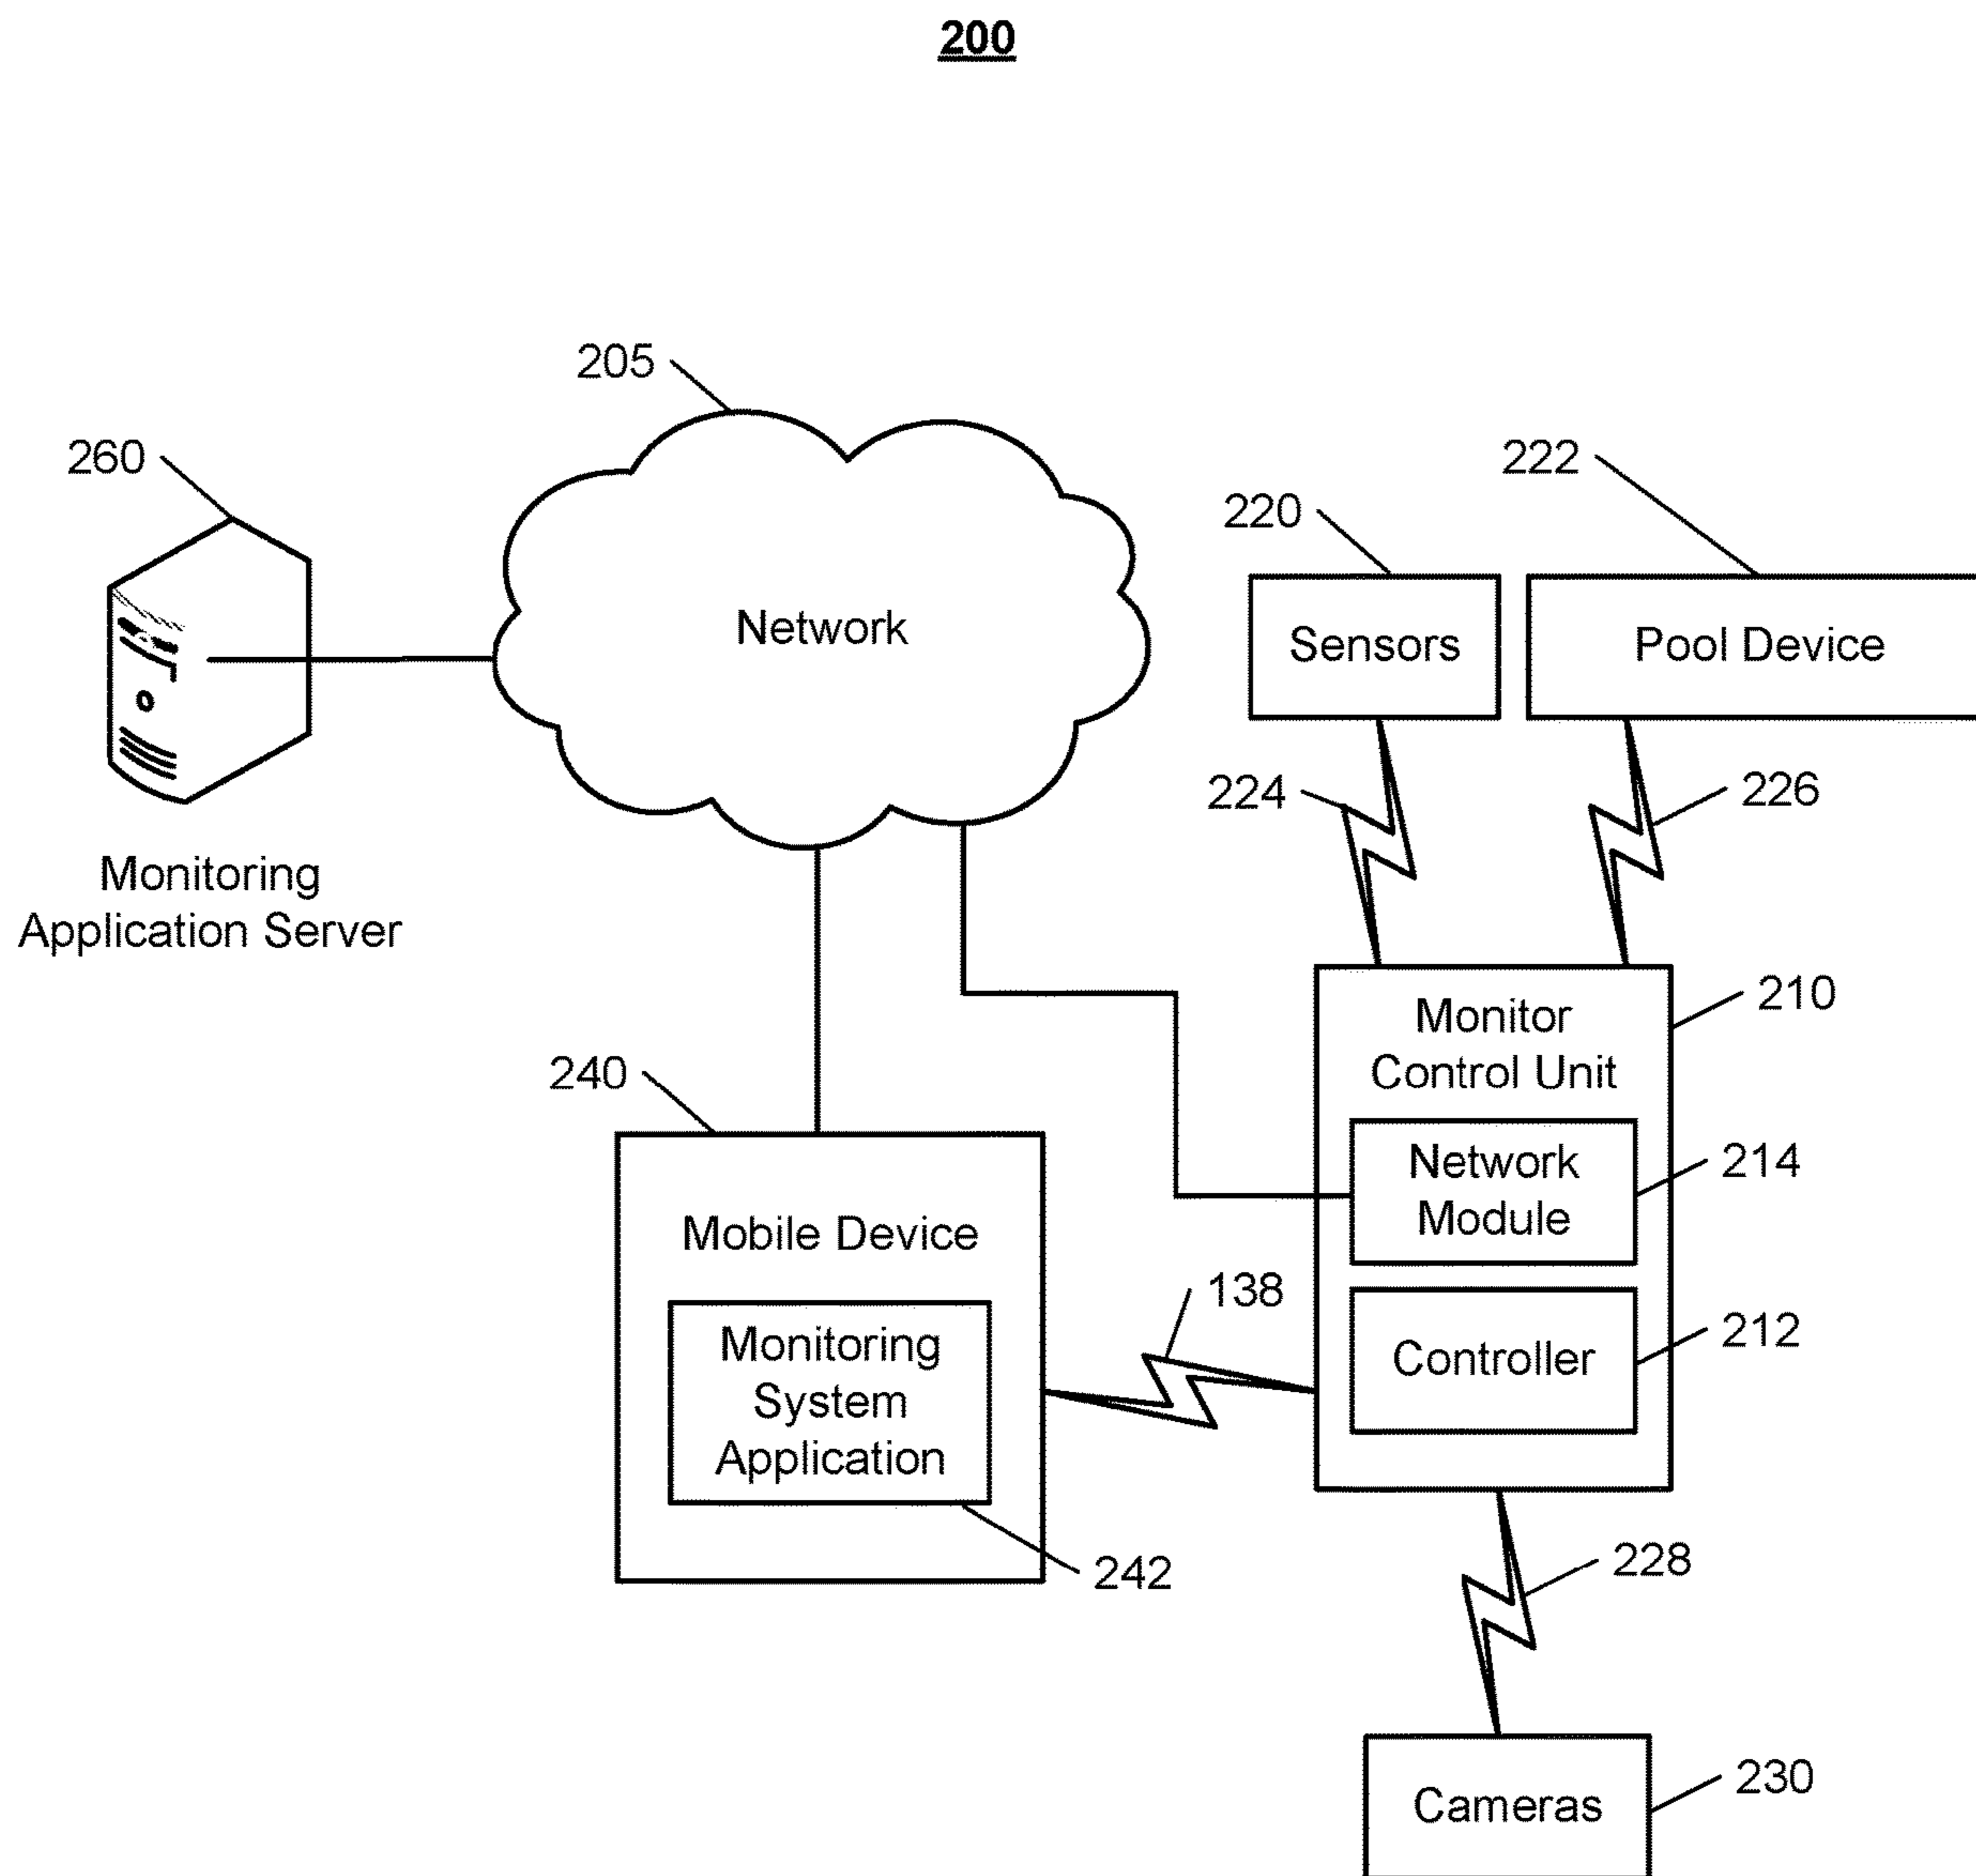 200
205
260
222
220
Network
Sensors
Pool Device
224
226
Monitoring
Application Server
210
Monitor
Control Unit
240
Network
Module
214
Mobile Device
138
212
Controller
Monitoring
System
Application
242
228
230
Cameras